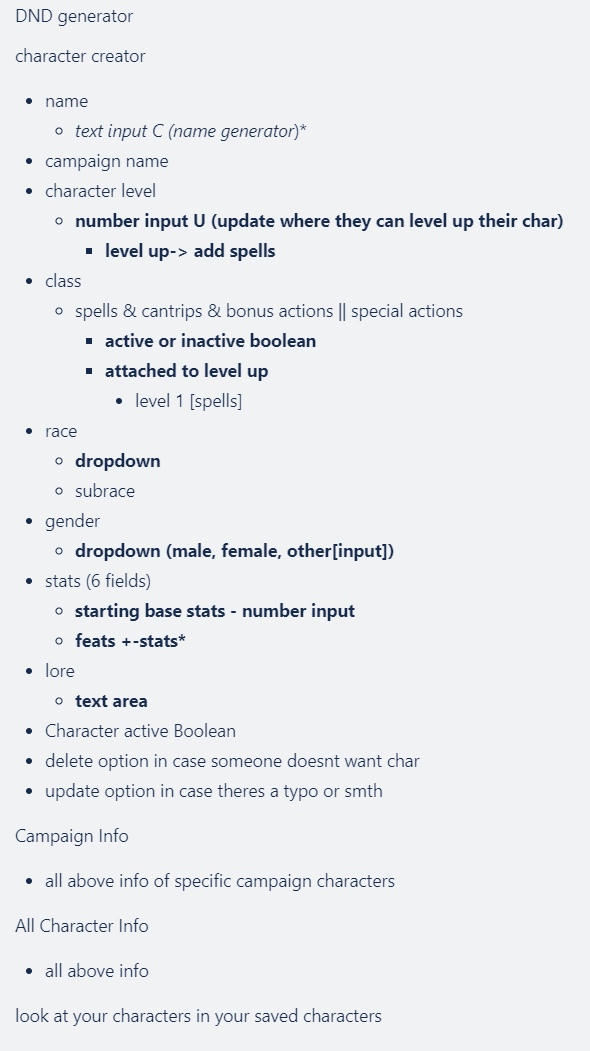 DND generator
character creator
name
text input C (name generator)*
campaign name
character level
number input U (update where they can level up their char)
level up-> add spells
class
spells & cantrips & bonus actions || special actions
active or inactive boolean
attached to level up
level 1 [spells]
race
dropdown
subrace
gender
dropdown (male, female, other[input])
stats (6 fields)
starting base stats - number input
feats +-stats*
lore
text area
Character active Boolean
delete option in case someone doesnt want char
update option in case theres a typo or smth
Campaign Info
all above info of specific campaign characters
All Character Info
all above info
look at your characters in your saved characters